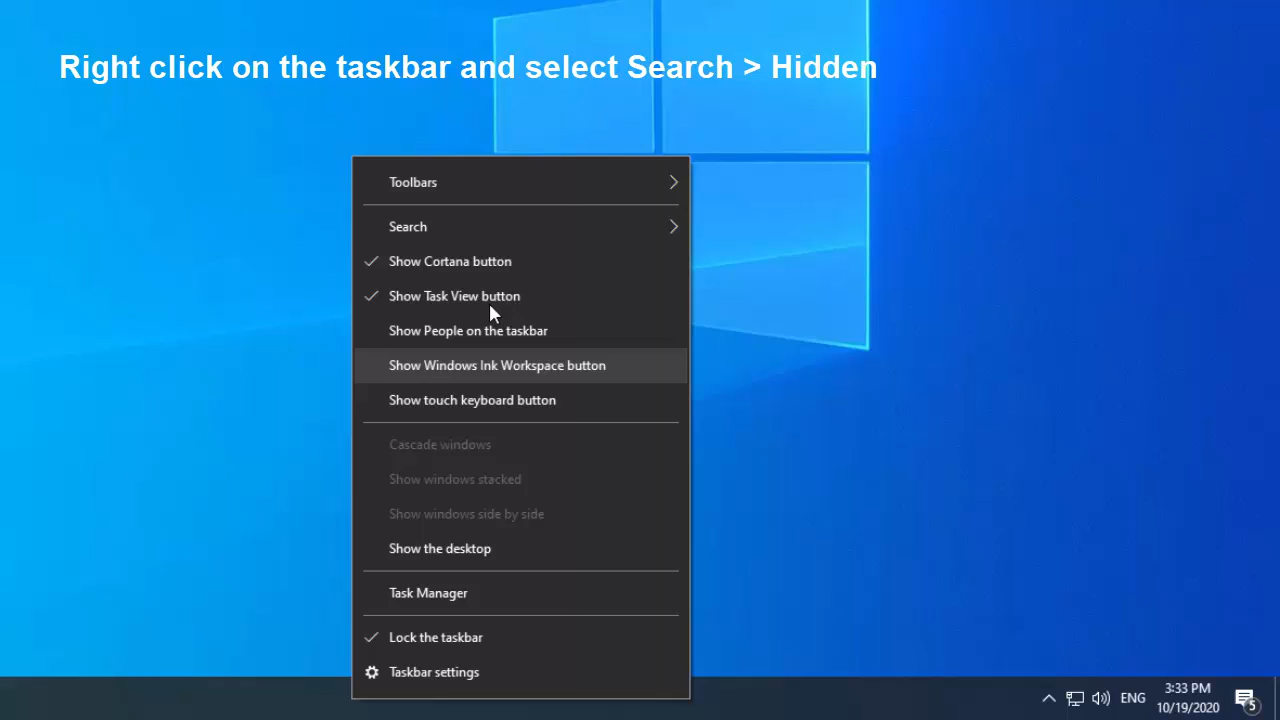 Right click on the taskbar and select Search > Hidden
Toolbars
Search
Show Cortana button
Show Task View button
Show People on the taskbar
Show Windows Ink Workspace button
Show touch keyboard button
Cascade windows
Show windows stacked
Show windows side by side
Show the desktop
Task Manager
Lock the taskbar
Taskbar settings
ENG
3:33 PM
10/19/2020
5